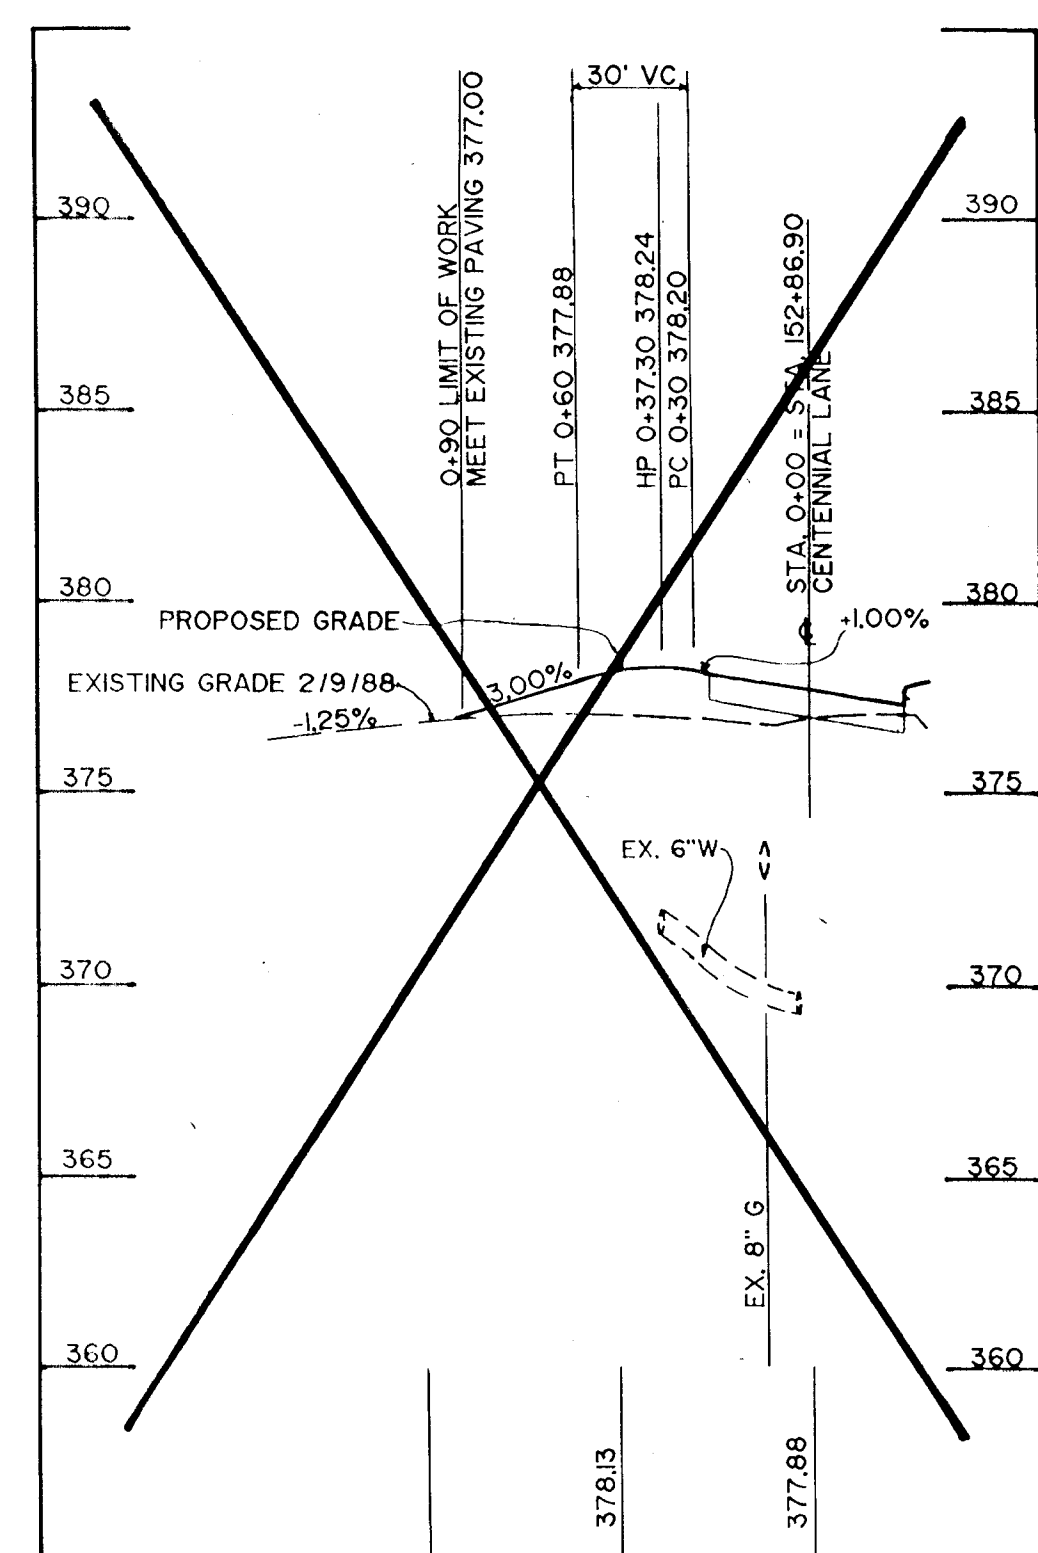 30' VC
0+90 LIMIT OF WORK
MEET EXISTING PAVING 377.00
PT 0+60 377.88
HP 0+37.30 378.24
PC 0+30 378.20
STA. 0+00 = STA. 152+86.90
CENTENNIAL LANE
390
390
385
385
380
380
PROPOSED GRADE
+1.00%
℄
EXISTING GRADE 2/9/88
3.00%
-1.25%
375
375
EX. 6"W
370
370
365
365
EX. 8" G
360
360
378.13
377.88